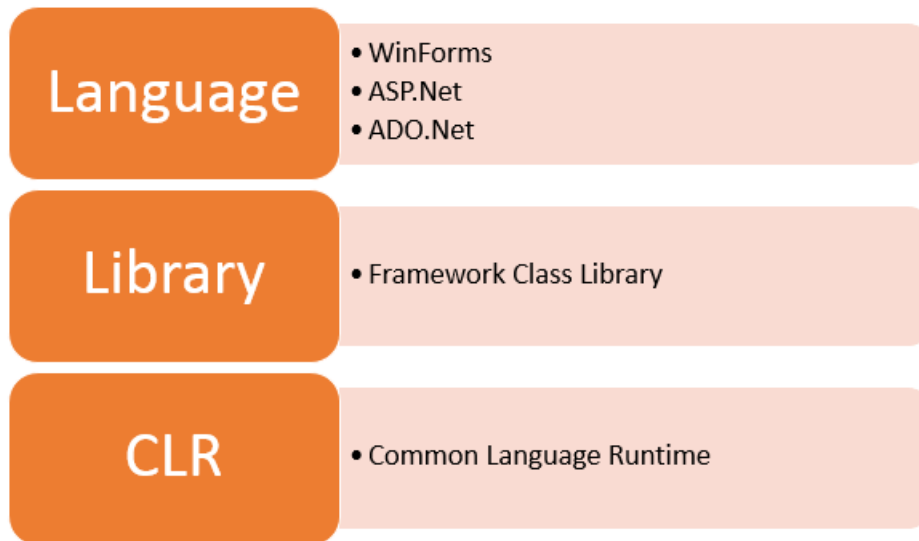 Language
• WinForms
• ASP.Net
• ADO.Net
Library
• Framework Class Library
CLR
• Common Language Runtime